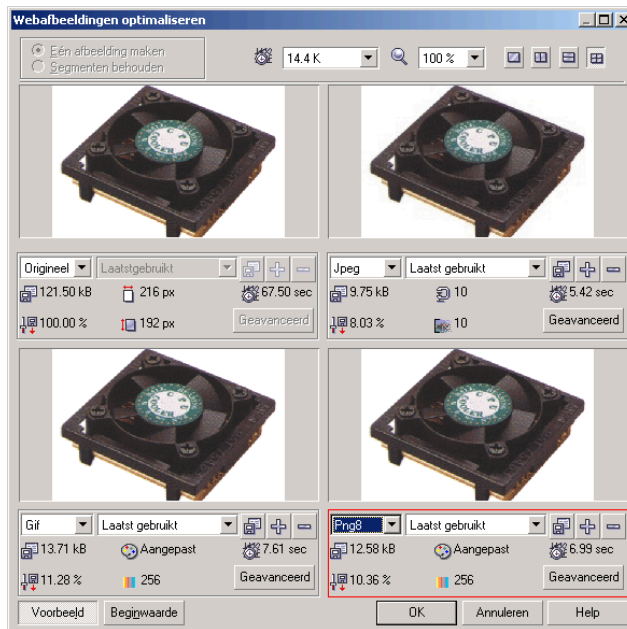 Webafbeeldingen optimaliseren
Eén afbeelding maken
Segmenten behouden
14.4 K
100 %
Origineel
Laatstgebruikt
121.50 kB
216 px
67.50 sec
100.00 %
192 px
Geavanceerd
Jpeg
Laatst gebruikt
9.75 kB
10
5.42 sec
8.03 %
10
Geavanceerd
Gif
Laatst gebruikt
13.71 kB
Aangepast
7.61 sec
11.28 %
256
Geavanceerd
Png8
Laatst gebruikt
12.58 kB
Aangepast
6.99 sec
10.36 %
256
Geavanceerd
Voorbeeld
Beginwaarde
OK
Annuleren
Help